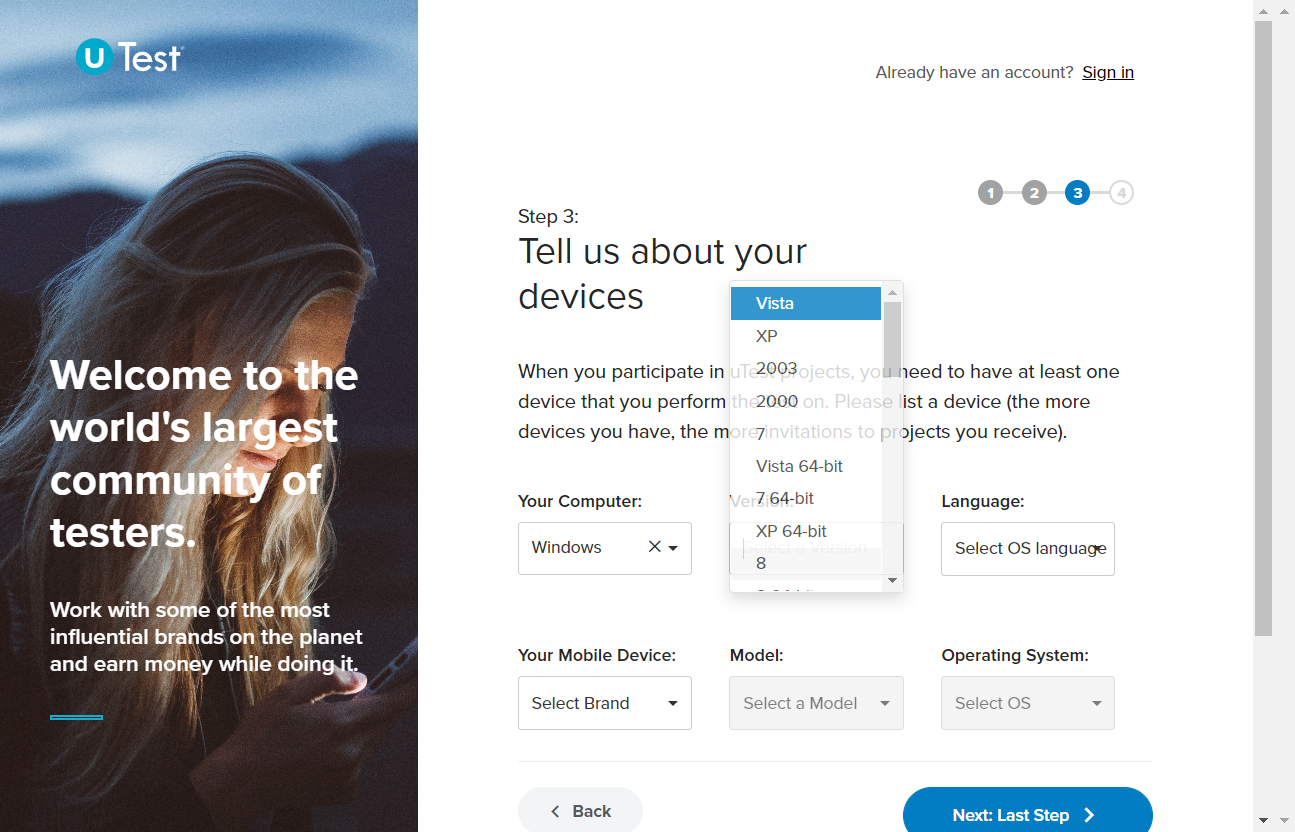 uTest
Already have an account? Sign in
1 2 3 4
Step 3:
Tell us about your
devices
When you participate in uTest projects, you need to have at least one
device that you perform the test on. Please list a device (the more
devices you have, the more invitations to projects you receive).
Vista
XP
2003
2000
7
Vista 64-bit
7 64-bit
XP 64-bit
8
Your Computer:
Windows
Version:
Select a Version
Language:
Select OS language
Your Mobile Device:
Select Brand
Model:
Select a Model
Operating System:
Select OS
Back
Next: Last Step
Welcome to the
world's largest
community of
testers.
Work with some of the most
influential brands on the planet
and earn money while doing it.